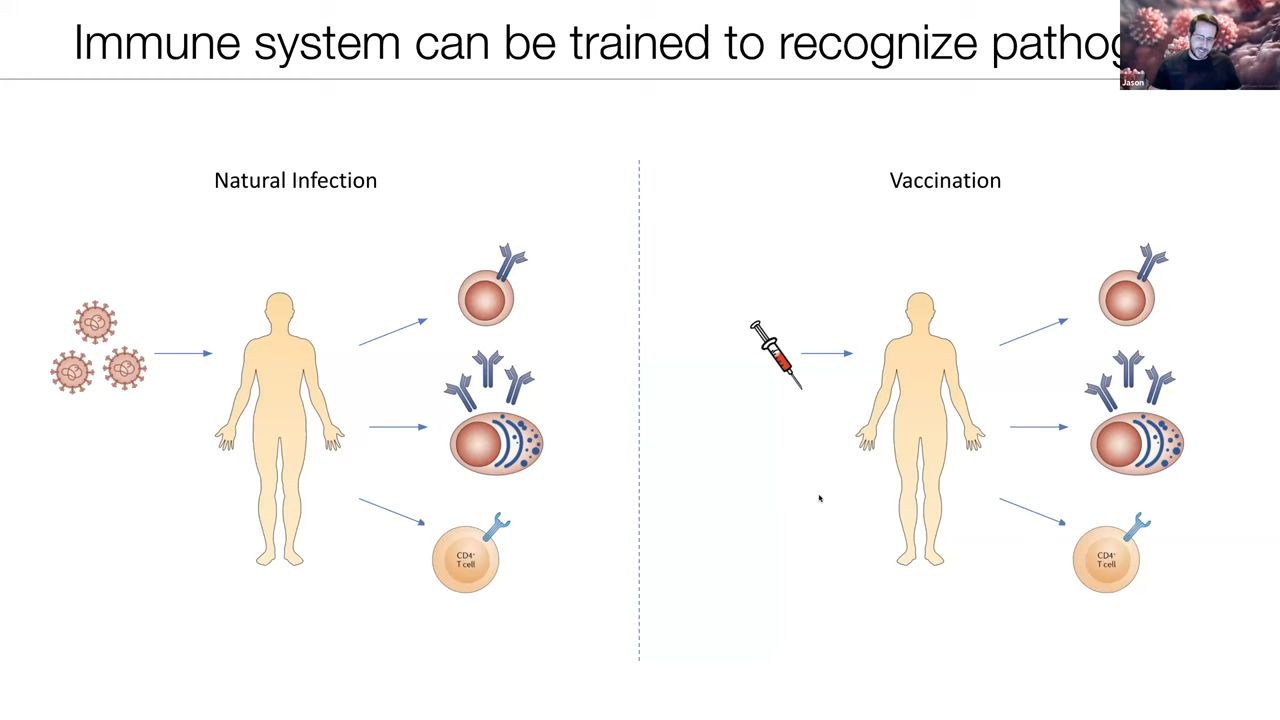 Immune system can be trained to recognize pathog
Jason
Natural Infection
Vaccination
CD4+
T cell
CD4+
T cell